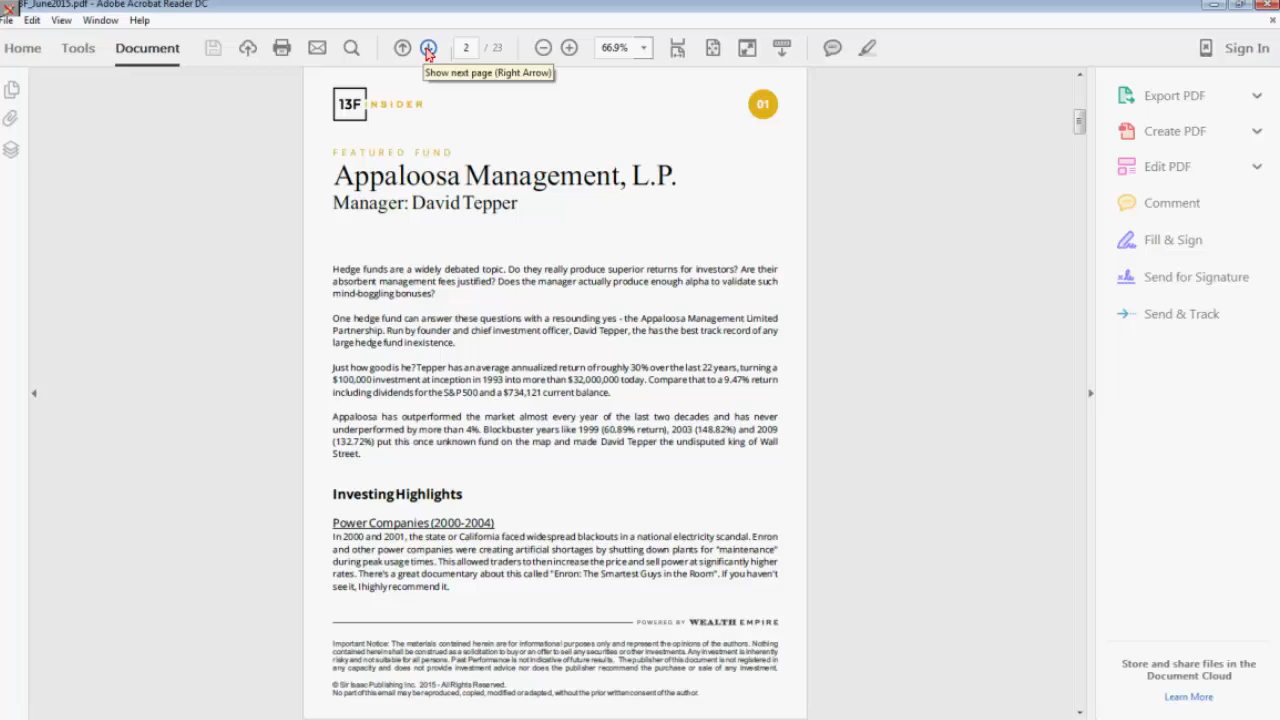 BF_June2015.pdf - Adobe Acrobat Reader DC
File Edit View Window Help
Home Tools Document 2 / 23 66.9% Sign In
Show next page (Right Arrow)
13F INSIDER 01
FEATURED FUND
Appaloosa Management, L.P.
Manager: David Tepper
Hedge funds are a widely debated topic. Do they really produce superior returns for investors? Are their
absorbent management fees justified? Does the manager actually produce enough alpha to validate such
mind-boggling bonuses?
One hedge fund can answer these questions with a resounding yes - the Appaloosa Management Limited
Partnership. Run by founder and chief investment officer, David Tepper, the has the best track record of any
large hedge fund in existence.
Just how good is he? Tepper has an average annualized return of roughly 30% over the last 22 years, turning a
$100,000 investment at inception in 1993 into more than $32,000,000 today. Compare that to a 9.47% return
including dividends for the S&P 500 and a $734,121 current balance.
Appaloosa has outperformed the market almost every year of the last two decades and has never
underperformed by more than 4%. Blockbuster years like 1999 (60.89% return), 2003 (148.82%) and 2009
(132.72%) put this once unknown fund on the map and made David Tepper the undisputed king of Wall
Street.
Investing Highlights
Power Companies (2000-2004)
In 2000 and 2001, the state or California faced widespread blackouts in a national electricity scandal. Enron
and other power companies were creating artificial shortages by shutting down plants for "maintenance"
during peak usage times. This allowed traders to then increase the price and sell power at significantly higher
rates. There's a great documentary about this called "Enron: The Smartest Guys in the Room". If you haven't
see it, I highly recommend it.
POWERED BY WEALTH EMPIRE
Important Notice: The materials contained herein are for informational purposes only and represent the opinions of the authors. Nothing
contained herein shall be construed as a solicitation to buy or an offer to sell any securities or other investments. Any investment is inherently
risky and not suitable for all persons. Past Performance is not indicative of future results. The publisher of this document is not registered in
any capacity and does not provide investment advice nor does the publisher recommend the purchase or sale of any investment.
© Sir Isaac Publishing Inc. 2015 - All Rights Reserved.
No part of this email may be reproduced, copied, modified or adapted, without the prior written consent of the author.
Export PDF
Create PDF
Edit PDF
Comment
Fill & Sign
Send for Signature
Send & Track
Store and share files in the
Document Cloud
Learn More